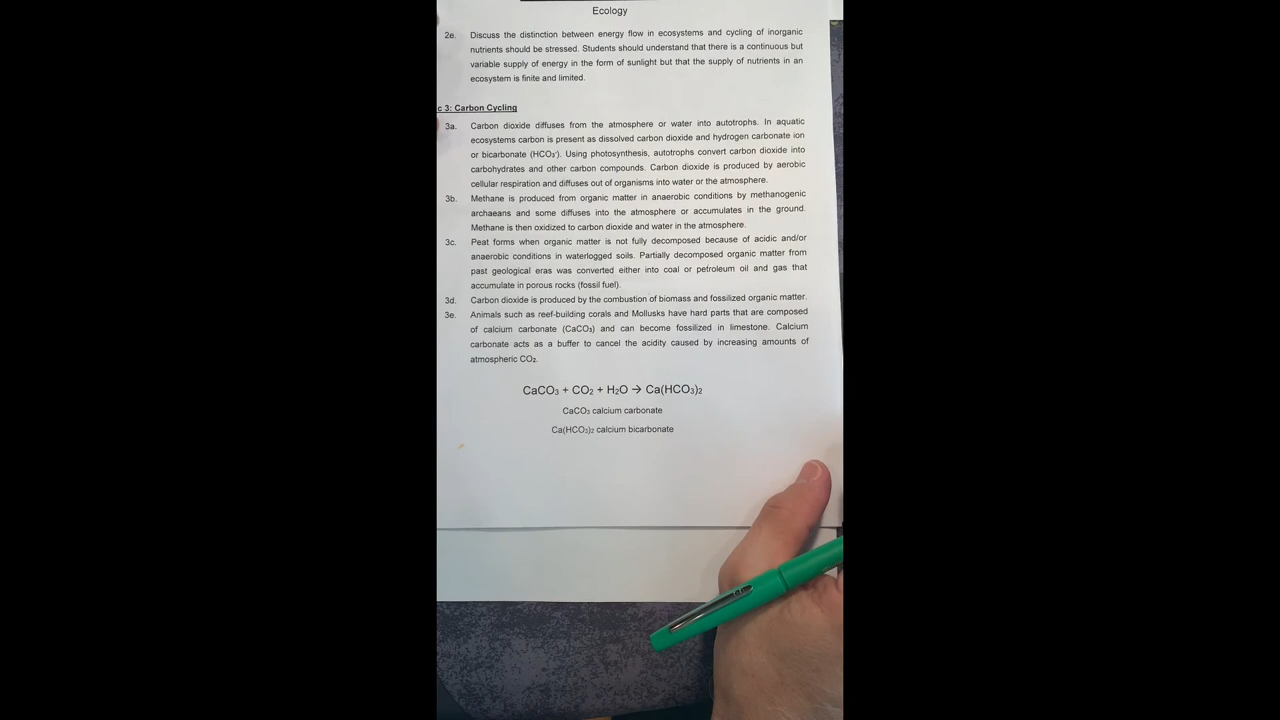 Ecology
2e. Discuss the distinction between energy flow in ecosystems and cycling of inorganic
nutrients should be stressed. Students should understand that there is a continuous but
variable supply of energy in the form of sunlight but that the supply of nutrients in an
ecosystem is finite and limited.
c 3: Carbon Cycling
3a. Carbon dioxide diffuses from the atmosphere or water into autotrophs. In aquatic
ecosystems carbon is present as dissolved carbon dioxide and hydrogen carbonate ion
or bicarbonate (HCO₃⁻). Using photosynthesis, autotrophs convert carbon dioxide into
carbohydrates and other carbon compounds. Carbon dioxide is produced by aerobic
cellular respiration and diffuses out of organisms into water or the atmosphere.
3b. Methane is produced from organic matter in anaerobic conditions by methanogenic
archaeans and some diffuses into the atmosphere or accumulates in the ground.
Methane is then oxidized to carbon dioxide and water in the atmosphere.
3c. Peat forms when organic matter is not fully decomposed because of acidic and/or
anaerobic conditions in waterlogged soils. Partially decomposed organic matter from
past geological eras was converted either into coal or petroleum oil and gas that
accumulate in porous rocks (fossil fuel).
3d. Carbon dioxide is produced by the combustion of biomass and fossilized organic matter.
3e. Animals such as reef-building corals and Mollusks have hard parts that are composed
of calcium carbonate (CaCO₃) and can become fossilized in limestone. Calcium
carbonate acts as a buffer to cancel the acidity caused by increasing amounts of
atmospheric CO₂.
CaCO₃ + CO₂ + H₂O → Ca(HCO₃)₂
CaCO₃ calcium carbonate
Ca(HCO₃)₂ calcium bicarbonate